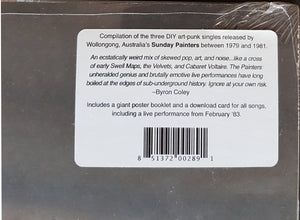 Compilation of the three DIY art-punk singles released by
Wollongong, Australia's Sunday Painters between 1979 and 1981.
An ecstatically weird mix of skewed pop, art, and noise...like a cross
of early Swell Maps, the Velvets, and Cabaret Voltaire. The Painters
unheralded genius and brutally emotive live performances have long
boiled at the edges of sub-underground history. Ignore at your own risk.
–Byron Coley
Includes a giant poster booklet and a download card for all songs,
including a live performance from February '83.
8 51372 00289 1